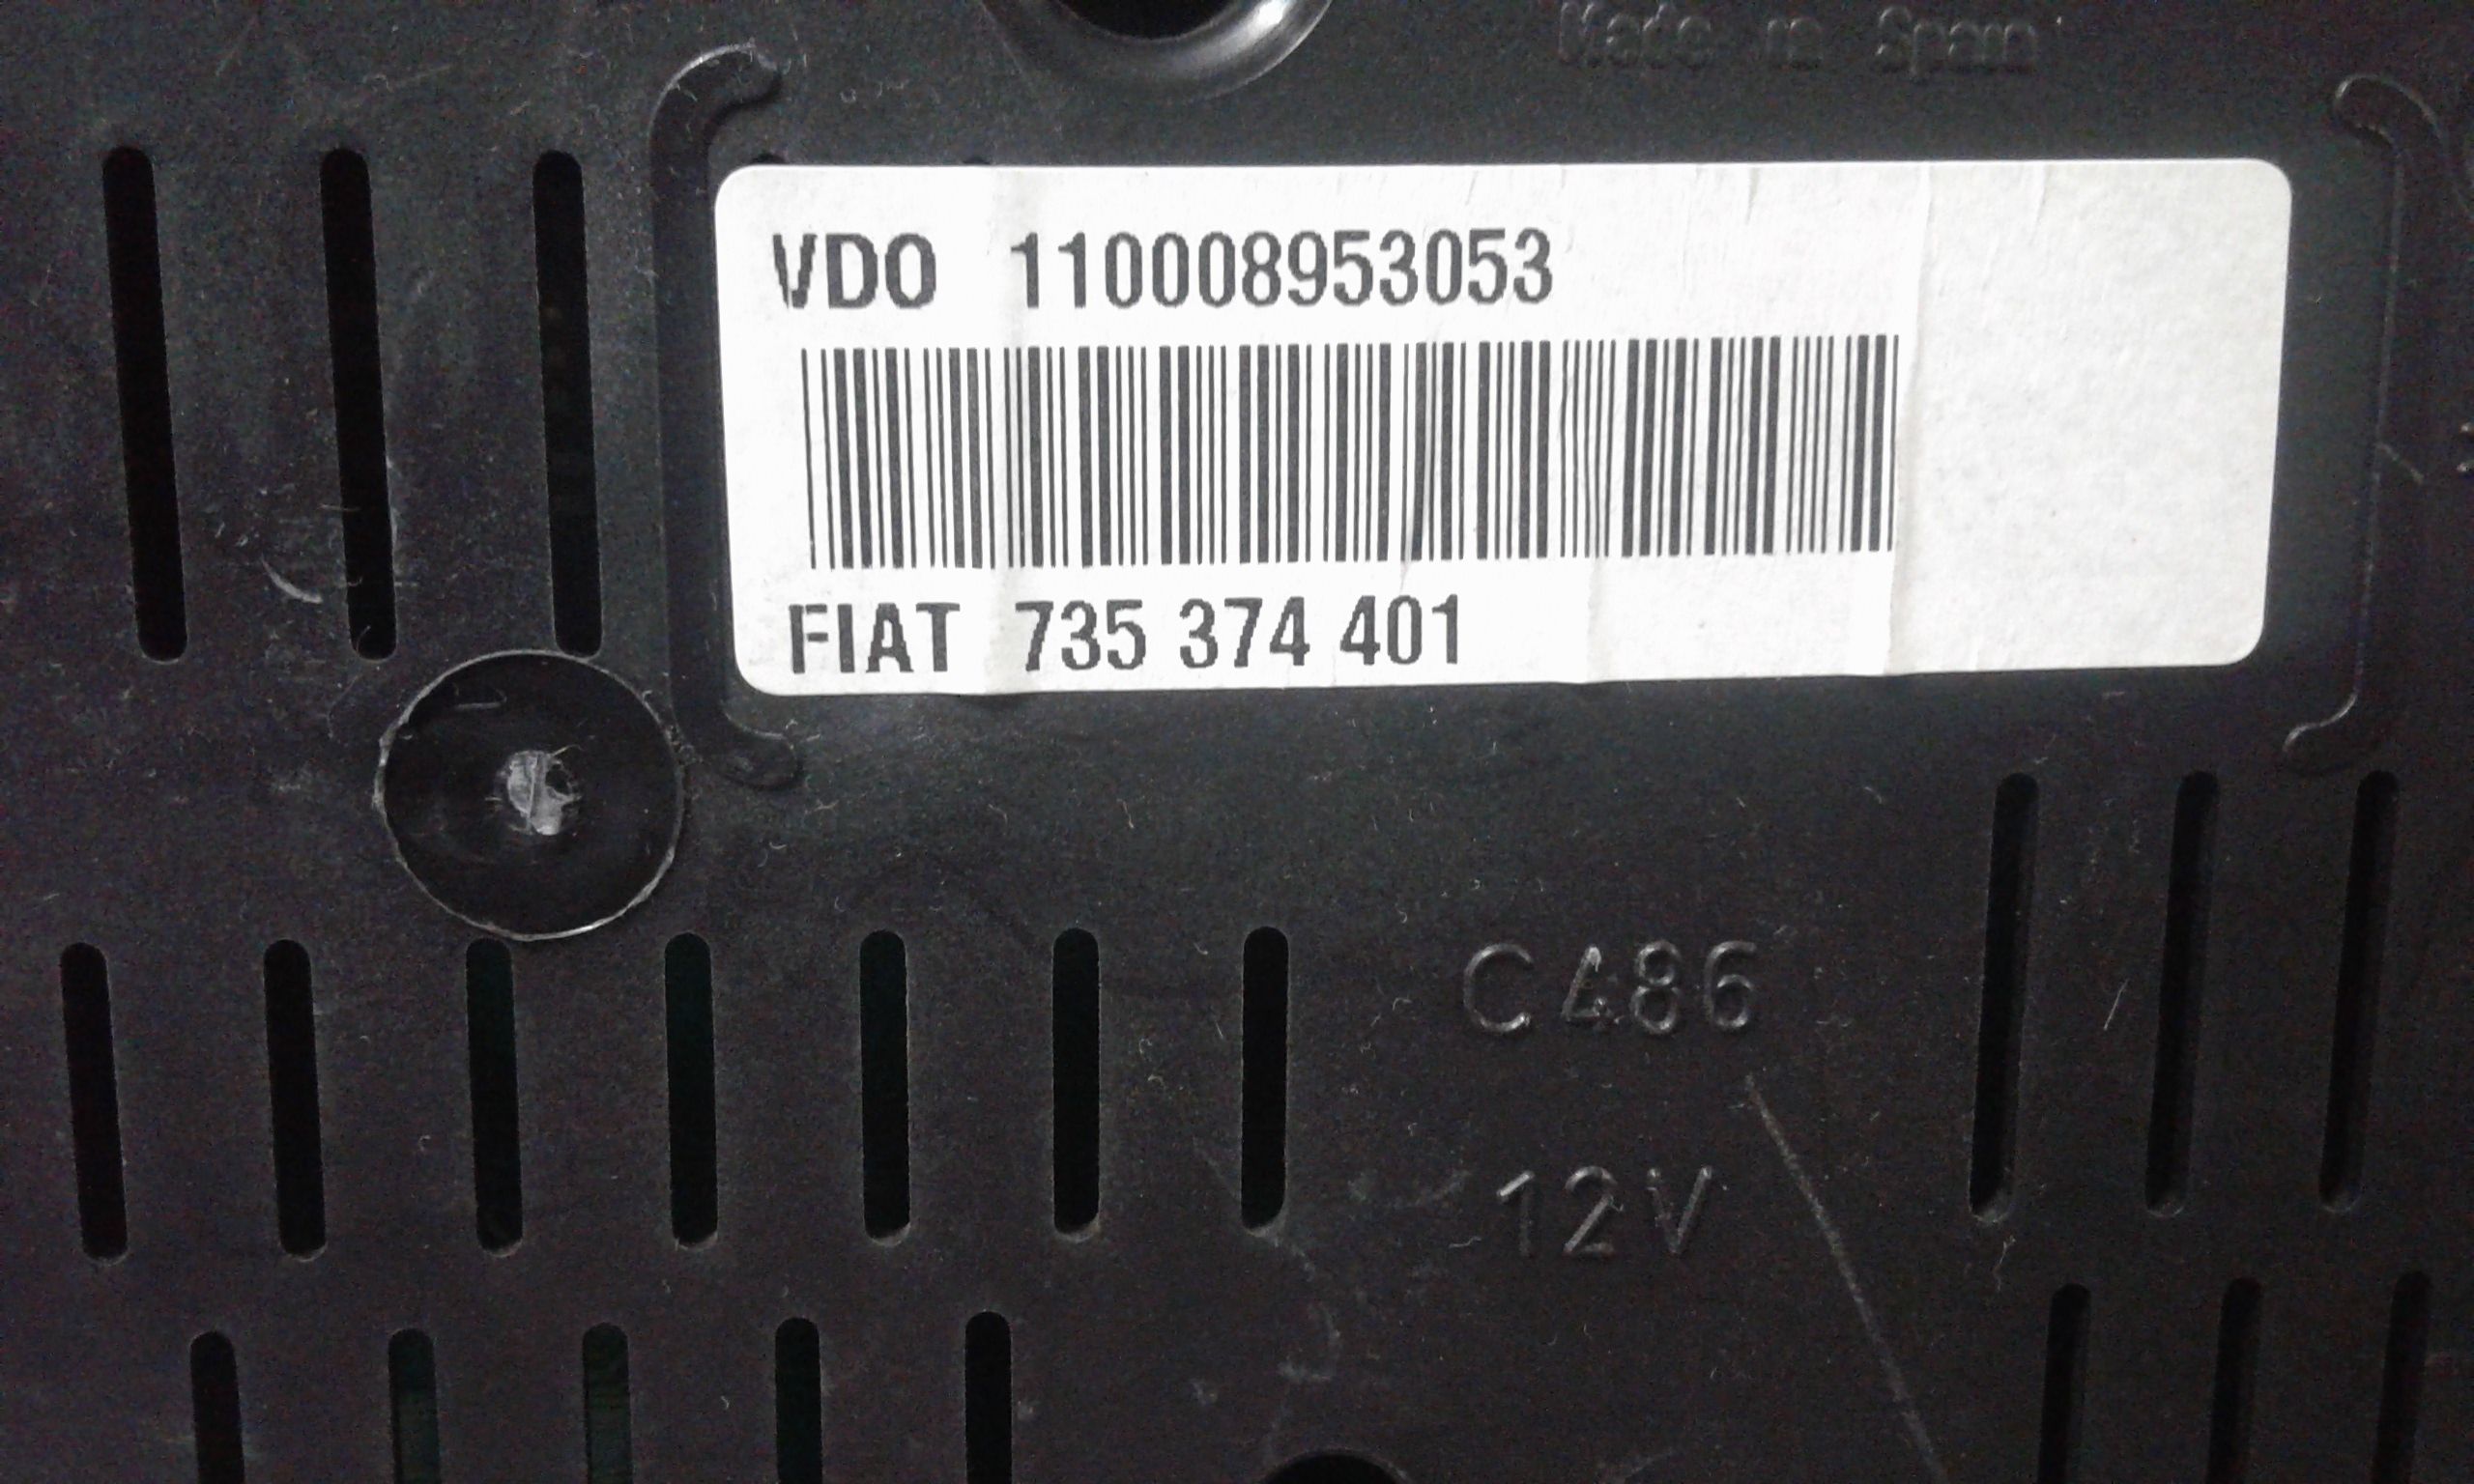 Made in Spain
VDO 110008953053
FIAT 735 374 401
C486
12V